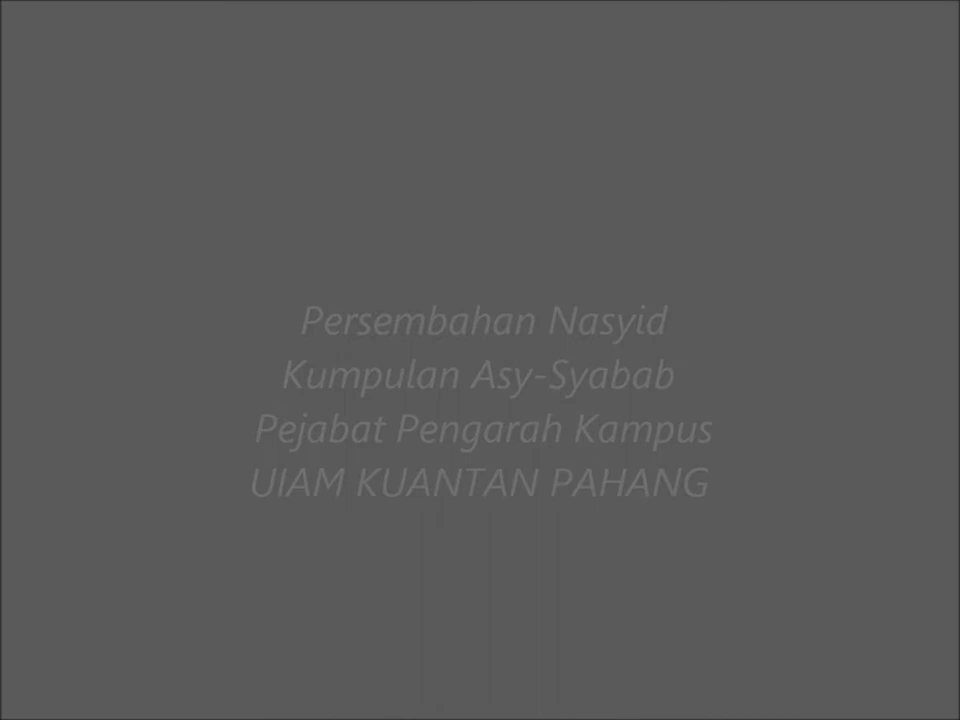 Persembahan Nasyid
Kumpulan Asy-Syabab
Pejabat Pengarah Kampus
UIAM KUANTAN PAHANG